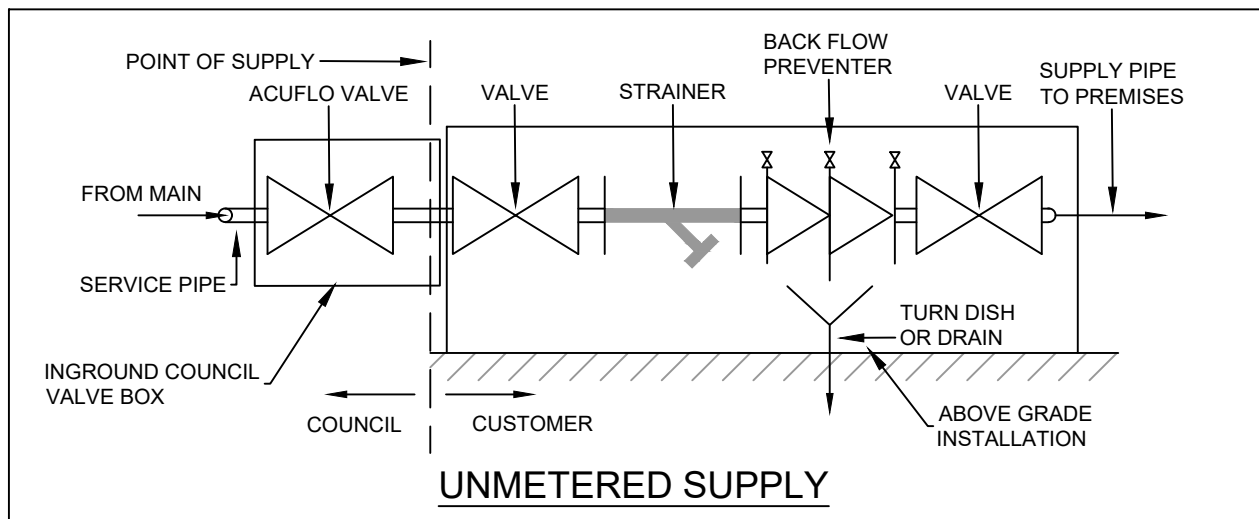 POINT OF SUPPLY
BACK FLOW
PREVENTER
SUPPLY PIPE
TO PREMISES
ACUFLO VALVE
VALVE
STRAINER
VALVE
FROM MAIN
SERVICE PIPE
TURN DISH
OR DRAIN
INGROUND COUNCIL
VALVE BOX
COUNCIL
CUSTOMER
ABOVE GRADE
INSTALLATION
UNMETERED SUPPLY